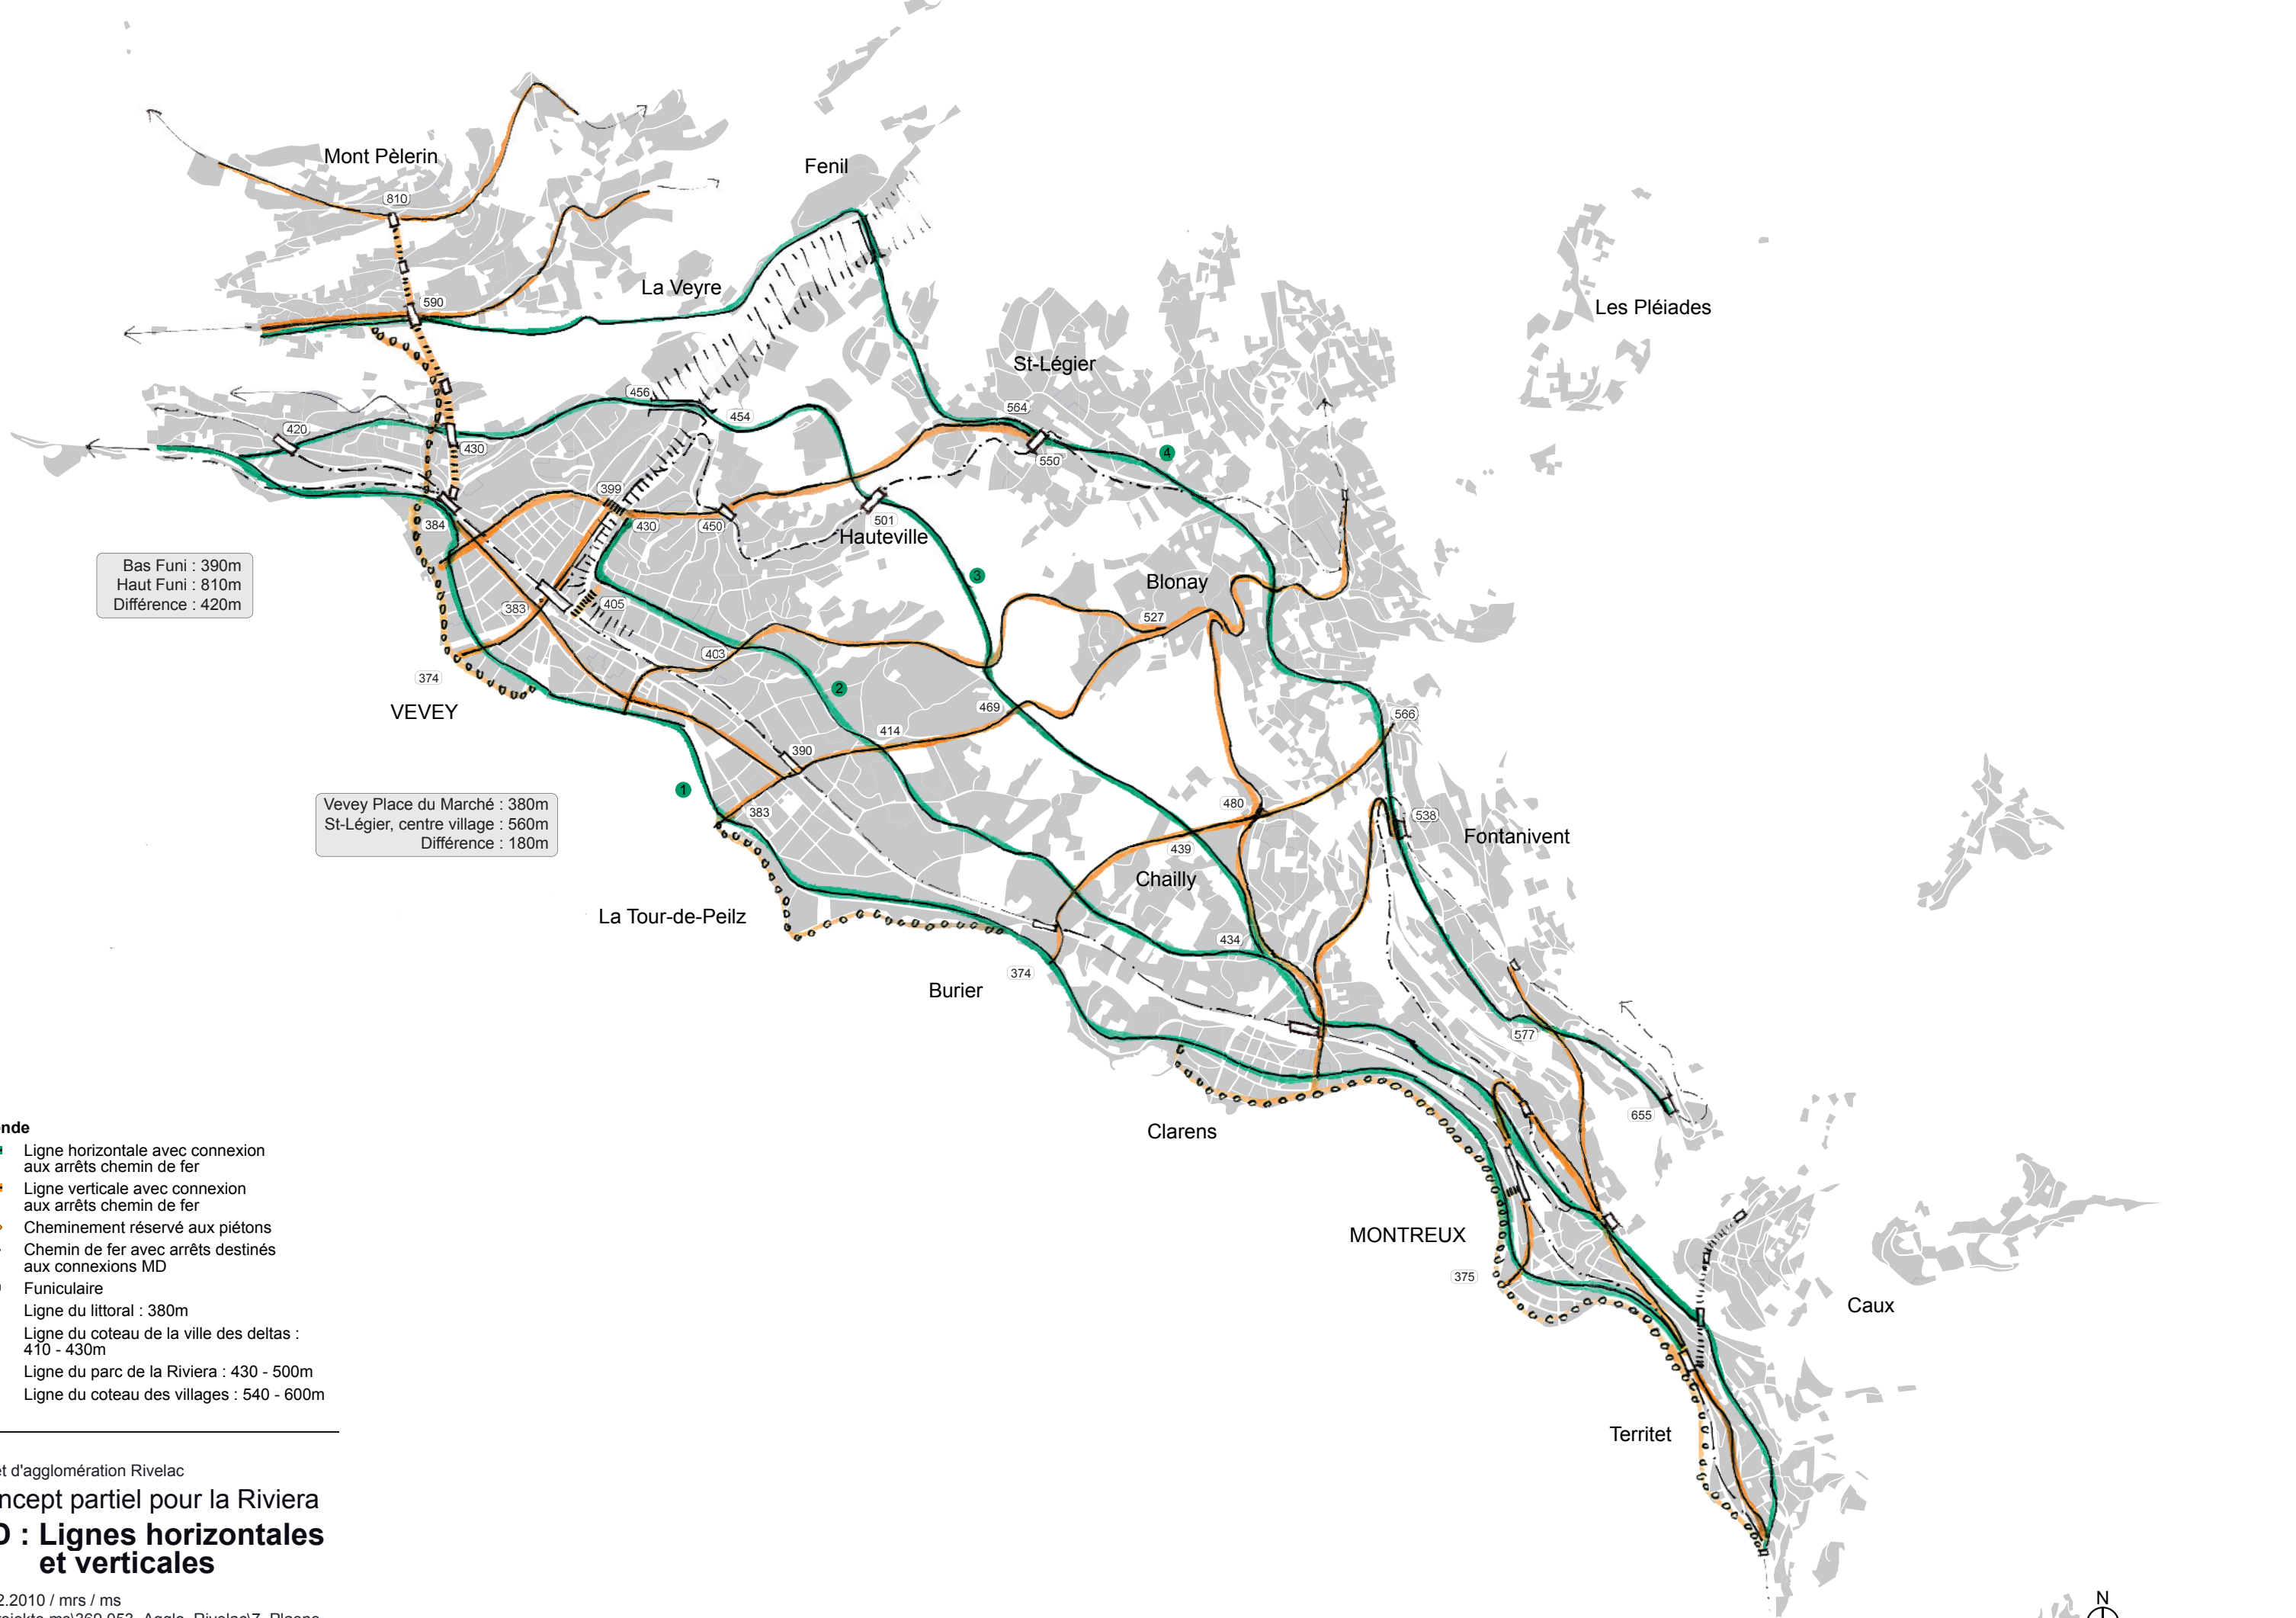 Mont Pèlerin
Fenil
810
La Veyre
590
Les Pléiades
St-Légier
456
454
564
420
430
550
4
399
384
430
450
501
Hauteville
Bas Funi : 390m
Haut Funi : 810m
Différence : 420m
3
Blonay
383
405
527
403
374
2
VEVEY
469
566
414
390
1
Vevey Place du Marché : 380m
St-Légier, centre village : 560m
Différence : 180m
383
480
538
Fontanivent
439
Chailly
La Tour-de-Peilz
434
374
Burier
577
655
Clarens
MONTREUX
375
Caux
Territet
nde
Ligne horizontale avec connexion
aux arrêts chemin de fer
Ligne verticale avec connexion
aux arrêts chemin de fer
Cheminement réservé aux piétons
Chemin de fer avec arrêts destinés
aux connexions MD
Funiculaire
Ligne du littoral : 380m
Ligne du coteau de la ville des deltas :
410 - 430m
Ligne du parc de la Riviera : 430 - 500m
Ligne du coteau des villages : 540 - 600m
et d'agglomération Rivelac
ncept partiel pour la Riviera
D : Lignes horizontales
et verticales
2.2010 / mrs / ms
N